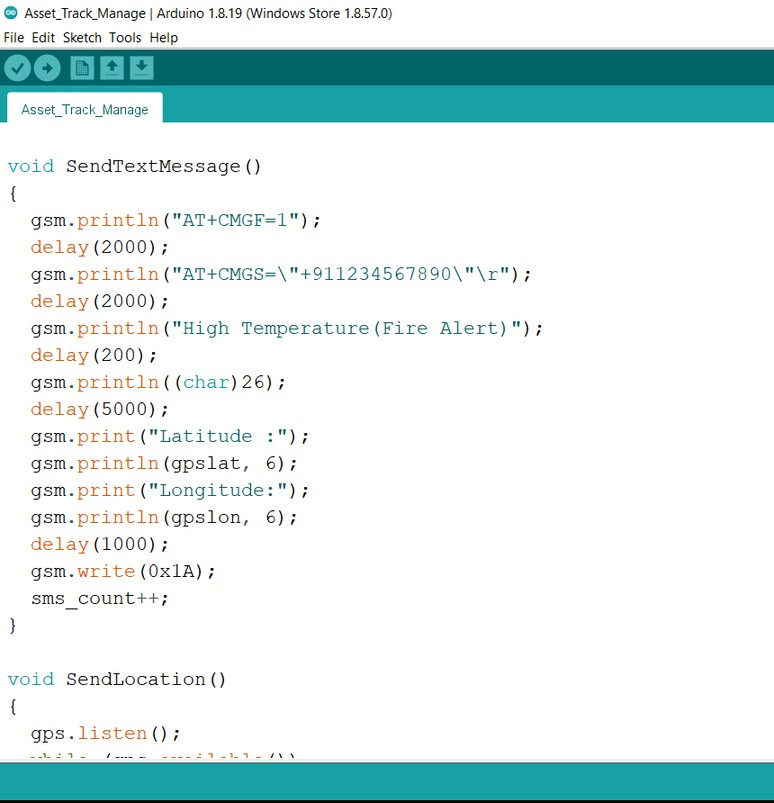 Asset_Track_Manage | Arduino 1.8.19 (Windows Store 1.8.57.0)
File Edit Sketch Tools Help
Asset_Track_Manage
void SendTextMessage()
{
gsm.println("AT+CMGF=1");
delay(2000);
gsm.println("AT+CMGS=\"+911234567890\"\r");
delay(2000);
gsm.println("High Temperature(Fire Alert)");
delay(200);
gsm.println((char)26);
delay(5000);
gsm.print("Latitude :");
gsm.println(gpslat, 6);
gsm.print("Longitude:");
gsm.println(gpslon, 6);
delay(1000);
gsm.write(0x1A);
sms_count++;
}
void SendLocation()
{
gps.listen();